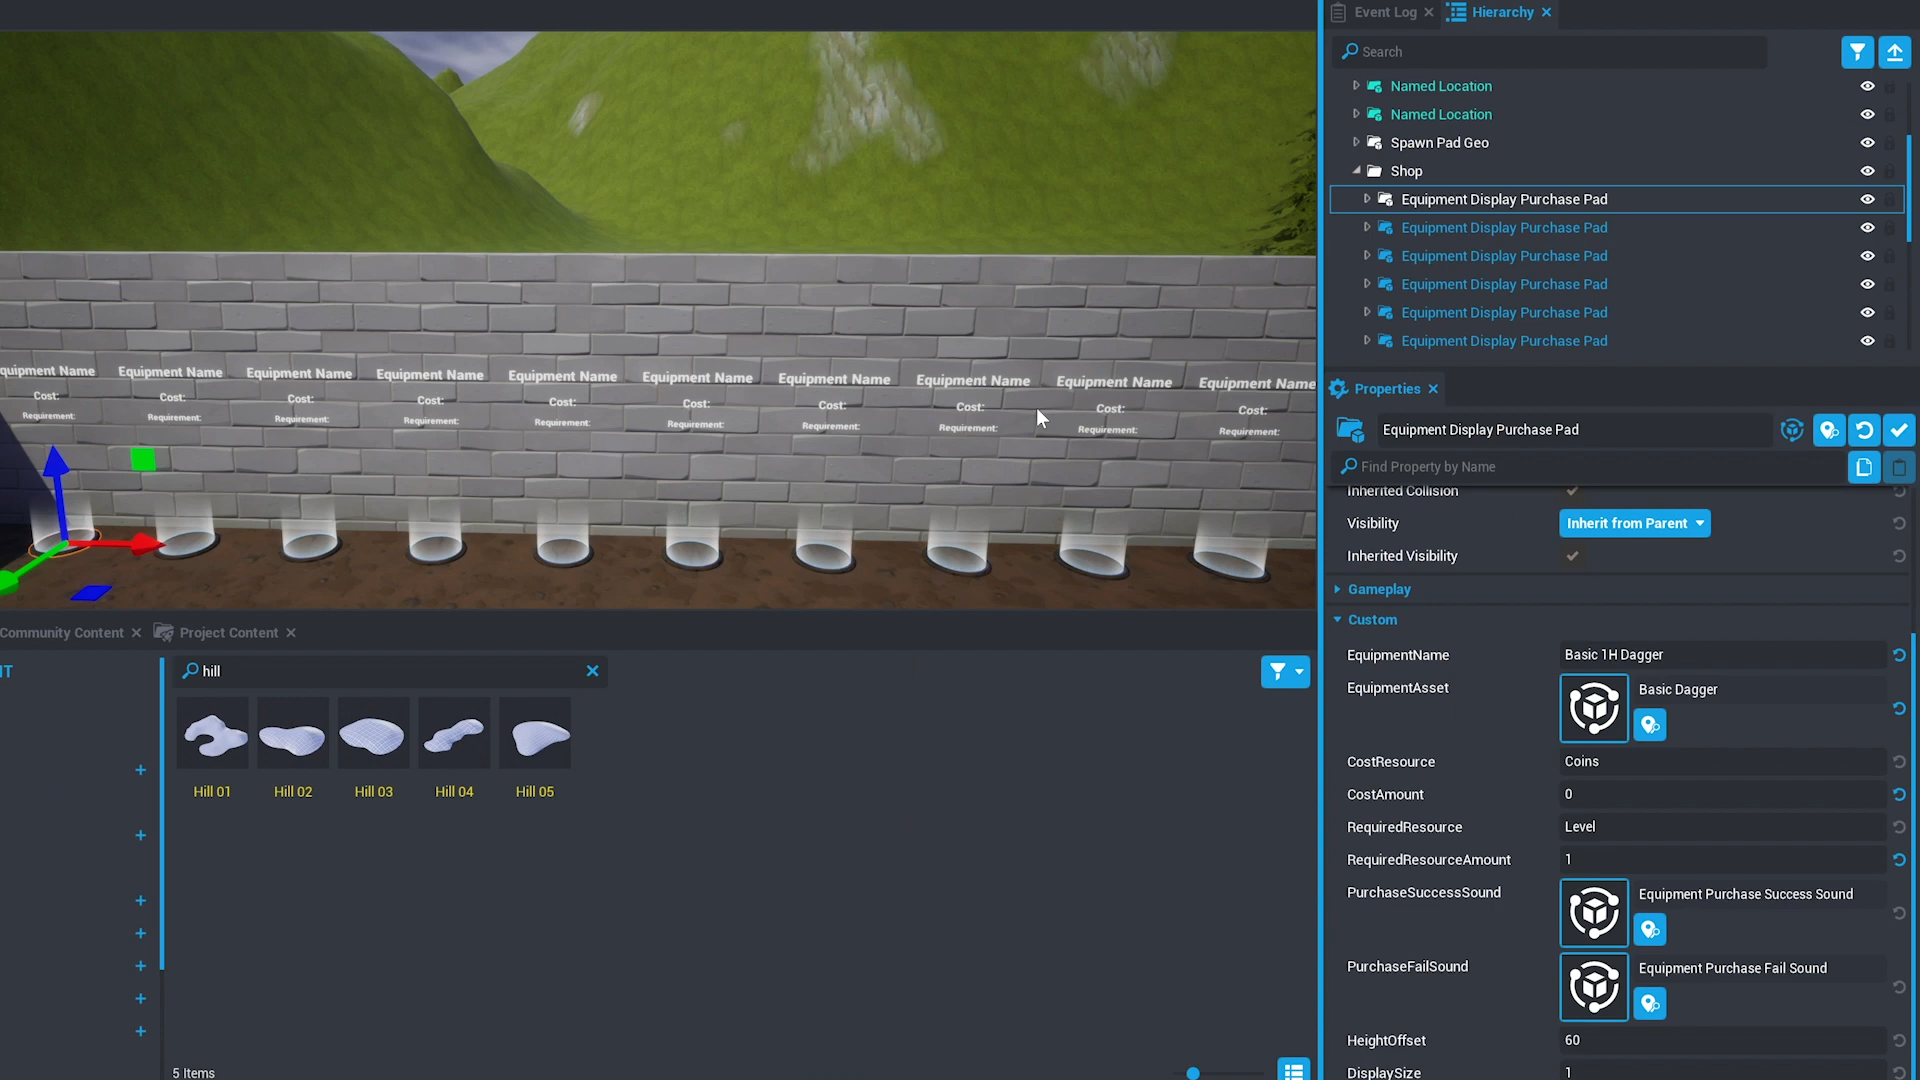 Event Log
Hierarchy
Search
Named Location
Named Location
Spawn Pad Geo
Shop
Equipment Display Purchase Pad
Equipment Display Purchase Pad
Equipment Display Purchase Pad
Equipment Display Purchase Pad
Equipment Display Purchase Pad
Equipment Display Purchase Pad
quipment Name Equipment Name Equipment Name Equipment Name Equipment Name Equipment Name Equipment Name Equipment Name Equipment Name Equipment Name
Cost: Cost: Cost: Cost: Cost: Cost: Cost: Cost: Cost: Cost:
Requirement: Requirement: Requirement: Requirement: Requirement: Requirement: Requirement: Requirement: Requirement: Requirement:
Properties
Equipment Display Purchase Pad
Find Property by Name
Inherited Collision
Visibility Inherit from Parent
Inherited Visibility
Gameplay
Custom
EquipmentName Basic 1H Dagger
EquipmentAsset Basic Dagger
CostResource Coins
CostAmount 0
RequiredResource Level
RequiredResourceAmount 1
PurchaseSuccessSound Equipment Purchase Success Sound
PurchaseFailSound Equipment Purchase Fail Sound
HeightOffset 60
DisplaySize 1
Community Content
Project Content
NT
hill
Hill 01 Hill 02 Hill 03 Hill 04 Hill 05
5 Items